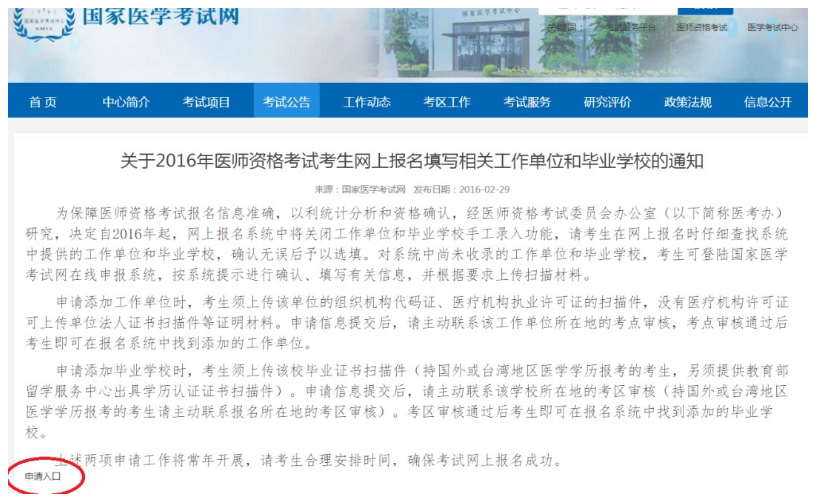 国家医学考试网
医师资格考试 医学考试中心
首页 中心简介 考试项目 考试公告 工作动态 考区工作 考试服务 研究评价 政策法规 信息公开
关于2016年医师资格考试考生网上报名填写相关工作单位和毕业学校的通知
来源：国家医学考试网 发布日期：2016-02-29
为保障医师资格考试报名信息准确，以利统计分析和资格确认，经医师资格考试委员会办公室（以下简称医考办）
研究，决定自2016年起，网上报名系统中将关闭工作单位和毕业学校手工录入功能，请考生在网上报名时仔细查找系统
中提供的工作单位和毕业学校，确认无误后予以选填。对系统中尚未收录的工作单位和毕业学校，考生可登陆国家医学
考试网在线申报系统，按系统提示进行确认、填写有关信息，并根据要求上传扫描材料。
申请添加工作单位时，考生须上传该单位的组织机构代码证、医疗机构执业许可证的扫描件，没有医疗机构许可证
可上传单位法人证书扫描件等证明材料。申请信息提交后，请主动联系该工作单位所在地的考点审核，考点审核通过后
考生即可在报名系统中找到添加的工作单位。
申请添加毕业学校时，考生须上传该校毕业证书扫描件（持国外或台湾地区医学学历报考的考生，另须提供教育部
留学服务中心出具学历认证证书扫描件）。申请信息提交后，请主动联系该学校所在地的考区审核（持国外或台湾地区
医学学历报考的考生请主动联系报名所在地的考区审核）。考区审核通过后考生即可在报名系统中找到添加的毕业学
校。
上述两项申请工作将常年开展，请考生合理安排时间，确保考试网上报名成功。
申请入口